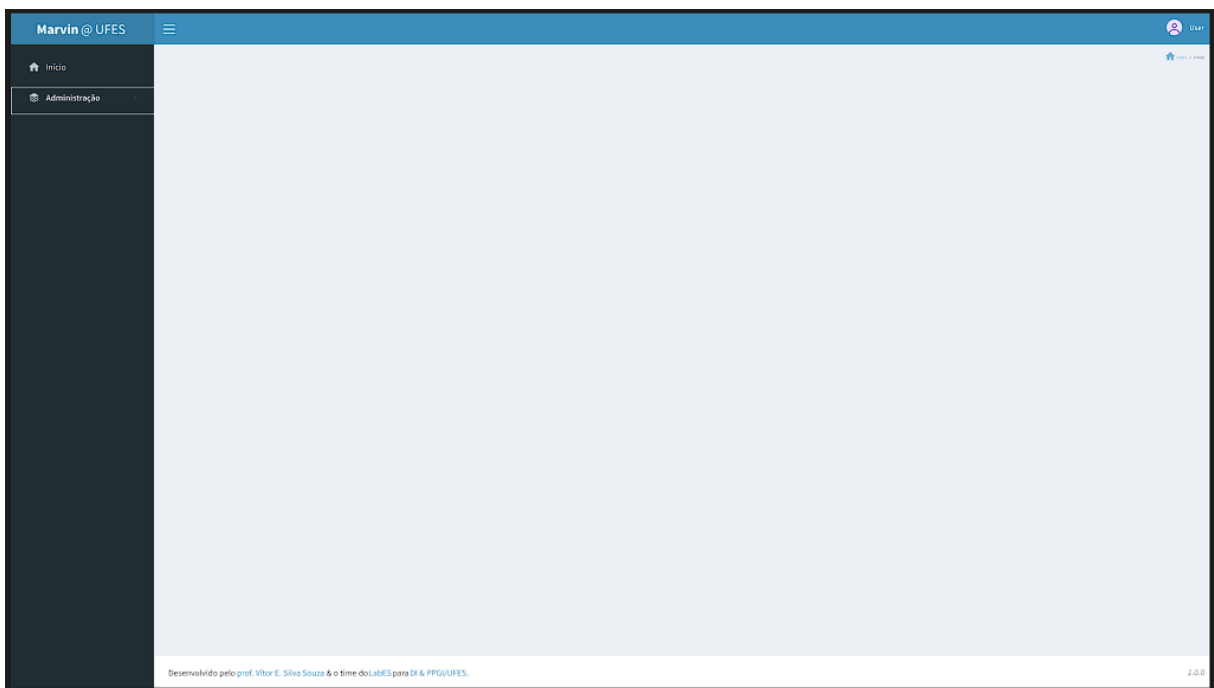 Marvin @ UFES
User
Início
Administração
Desenvolvido pelo prof. Vítor E. Silva Souza & o time do LabES para DI & PPGI/UFES.
1.0.0